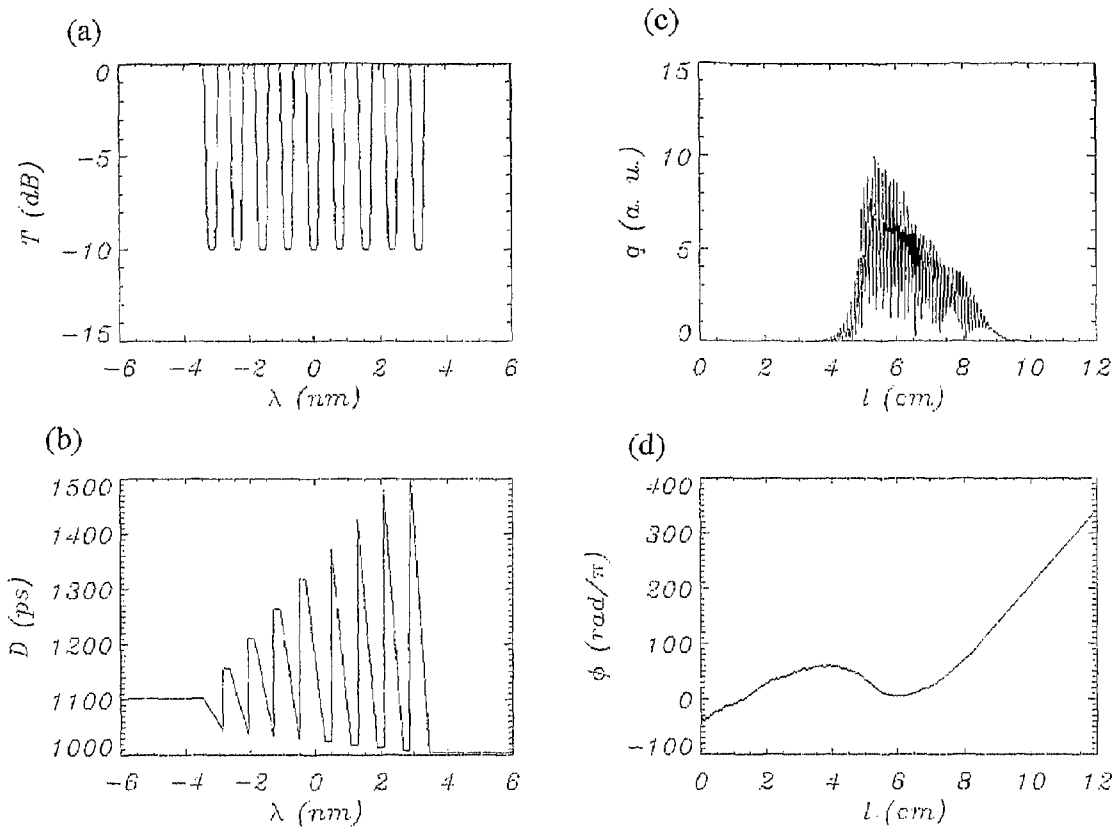 (a)
0
−5
−10
−15
T (dB)
−6 −4 −2 0 2 4 6
λ (nm)
(c)
15
10
5
0
q (a. u.)
0 2 4 6 8 10 12
l (cm)
(b)
1500
1400
1300
1200
1100
1000
D (ps)
−6 −4 −2 0 2 4 6
λ (nm)
(d)
400
300
200
100
0
−100
φ (rad/π)
0 2 4 6 8 10 12
l (cm)